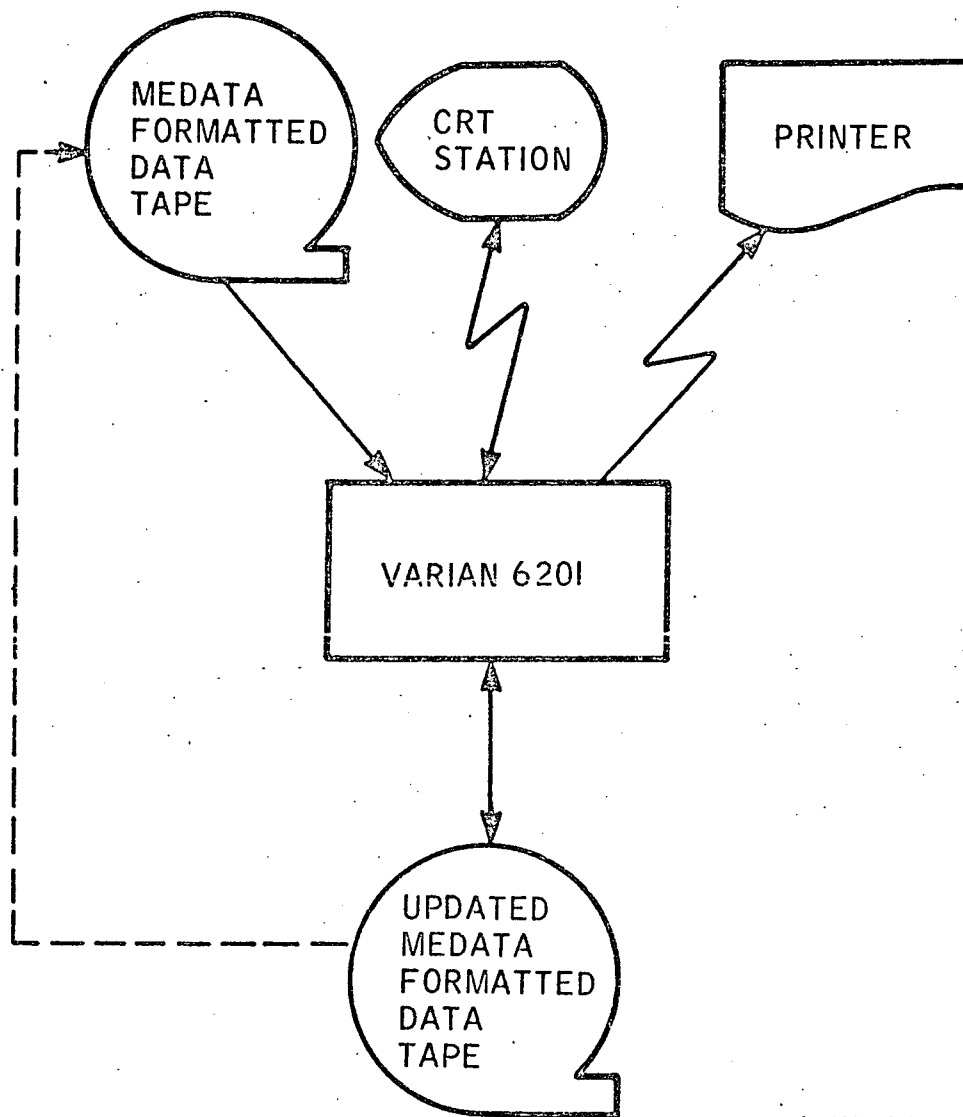 MEDATA
FORMATTED
DATA
TAPE
CRT
STATION
PRINTER
VARIAN 620I
UPDATED
MEDATA
FORMATTED
DATA
TAPE